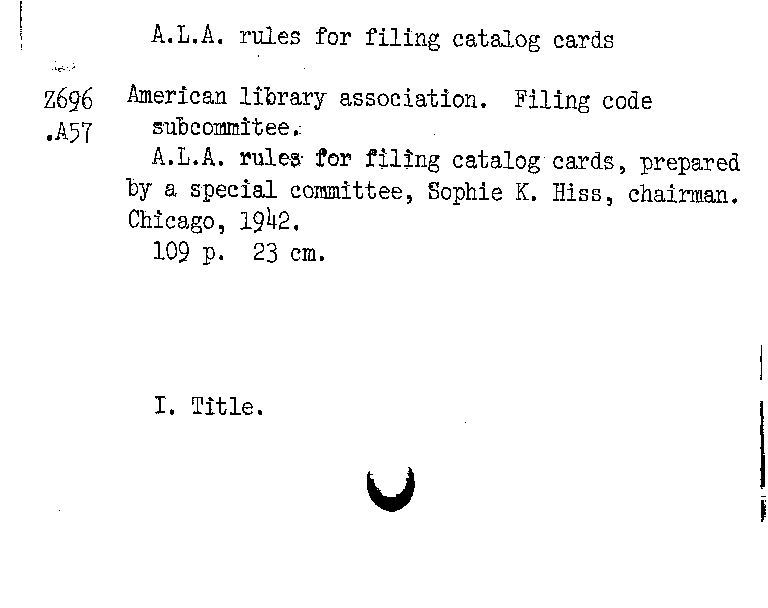 A.L.A. rules for filing catalog cards
Z696 American library association. Filing code
.A57 subcommitee.
A.L.A. rules for filing catalog cards, prepared
by a special committee, Sophie K. Hiss, chairman.
Chicago, 1942.
109 p. 23 cm.
I. Title.